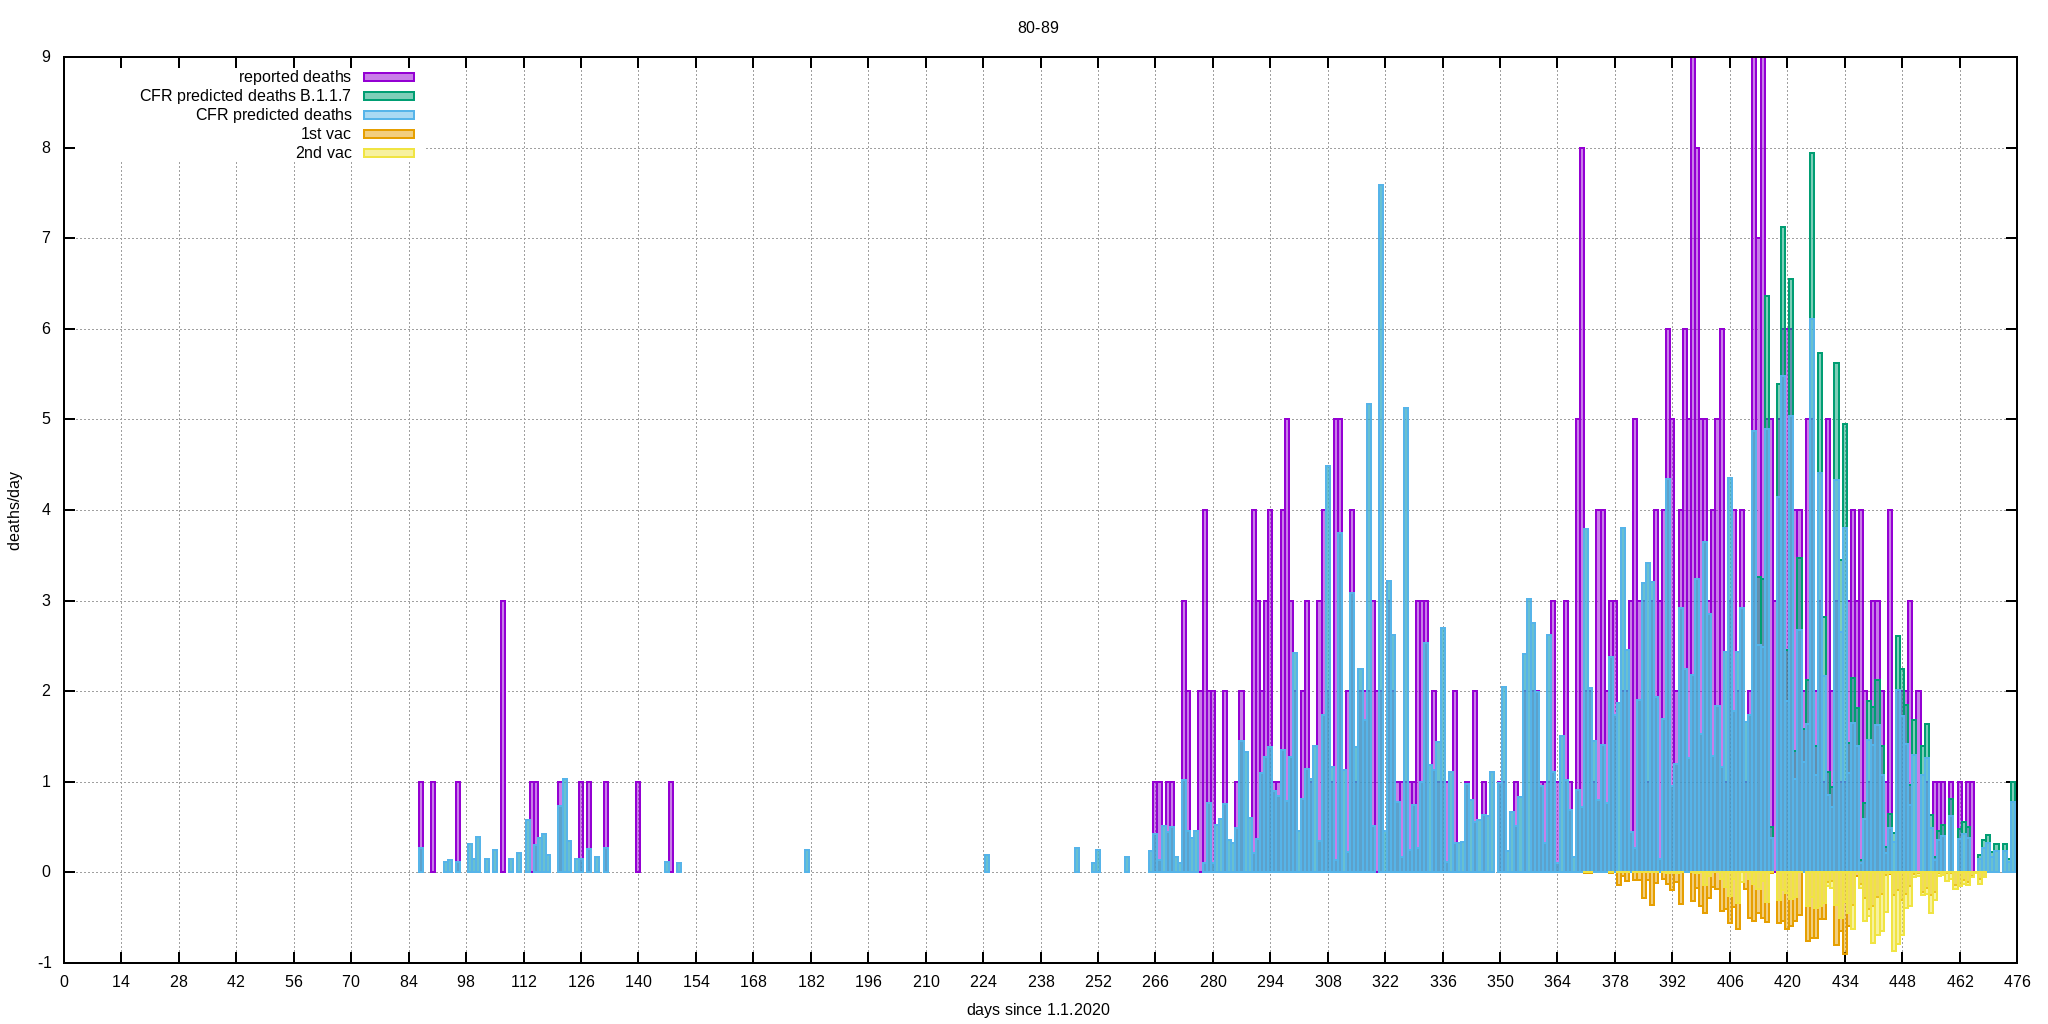 80-89
reported deaths
CFR predicted deaths B.1.1.7
CFR predicted deaths
1st vac
2nd vac
9
8
7
6
5
4
3
2
1
0
-1
deaths/day
0 14 28 42 56 70 84 98 112 126 140 154 168 182 196 210 224 238 252 266 280 294 308 322 336 350 364 378 392 406 420 434 448 462 476
days since 1.1.2020